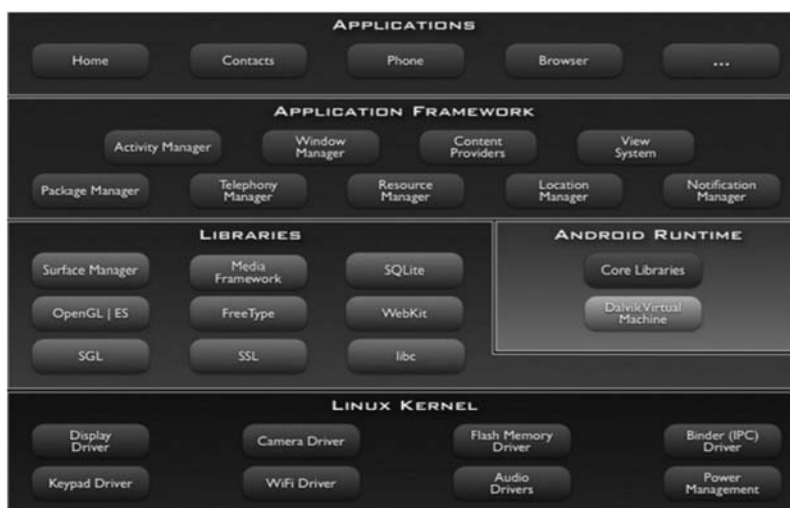 APPLICATIONS
Home
Contacts
Phone
Browser
...
APPLICATION FRAMEWORK
Activity Manager
Window
Manager
Content
Providers
View
System
Package Manager
Telephony
Manager
Resource
Manager
Location
Manager
Notification
Manager
LIBRARIES
Surface Manager
Media
Framework
SQLite
OpenGL | ES
FreeType
WebKit
SGL
SSL
libc
ANDROID RUNTIME
Core Libraries
Dalvik Virtual
Machine
LINUX KERNEL
Display
Driver
Camera Driver
Flash Memory
Driver
Binder (IPC)
Driver
Keypad Driver
WiFi Driver
Audio
Drivers
Power
Management